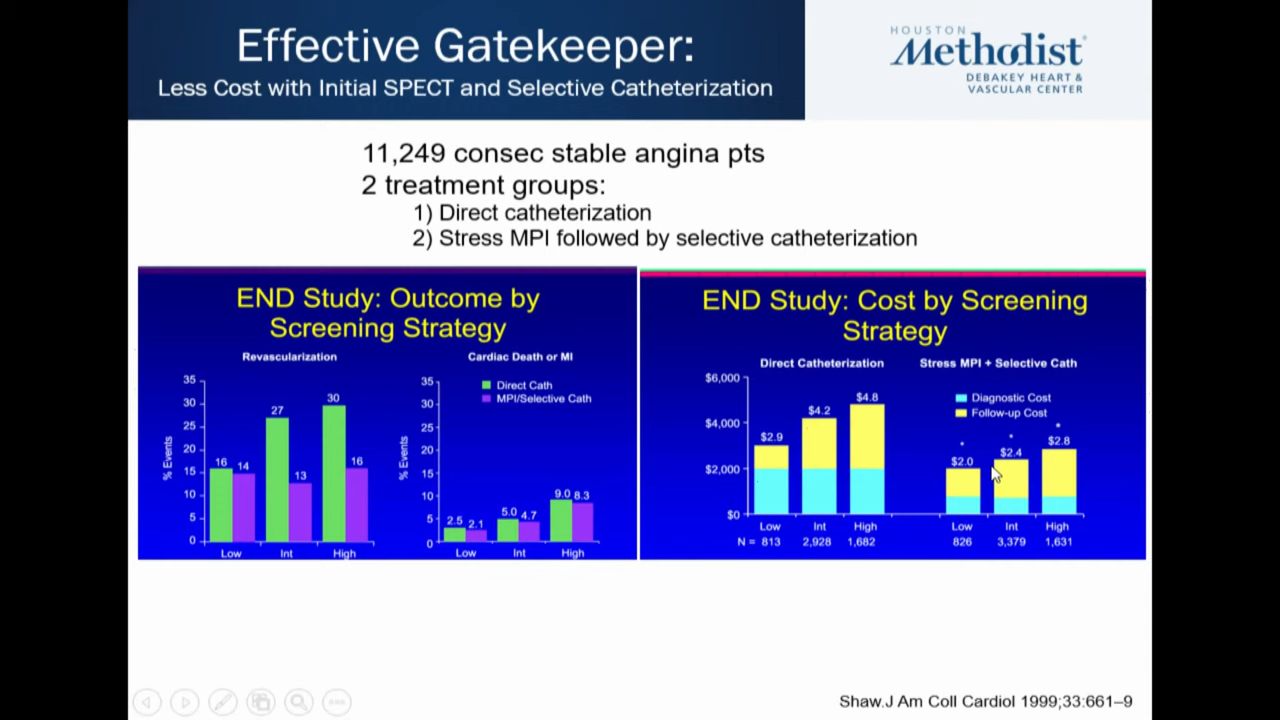 Effective Gatekeeper:
Less Cost with Initial SPECT and Selective Catheterization
HOUSTON
Methodist
DEBAKEY HEART &
VASCULAR CENTER
11,249 consec stable angina pts
2 treatment groups:
1) Direct catheterization
2) Stress MPI followed by selective catheterization
END Study: Outcome by
Screening Strategy
Revascularization
35
30
25
20
15
10
5
0
% Events
16 14
27 13
30 16
Low Int High
Cardiac Death or MI
35
30
25
20
15
10
5
0
% Events
Direct Cath
MPI/Selective Cath
2.5 2.1
5.0 4.7
9.0 8.3
Low Int High
END Study: Cost by Screening
Strategy
Direct Catheterization
Stress MPI + Selective Cath
$6,000
$4,000
$2,000
$0
Diagnostic Cost
Follow-up Cost
$2.9 $4.2 $4.8
* * *
$2.0 $2.4 $2.8
Low Int High Low Int High
N = 813 2,928 1,682 826 3,379 1,631
Shaw.J Am Coll Cardiol 1999;33:661–9